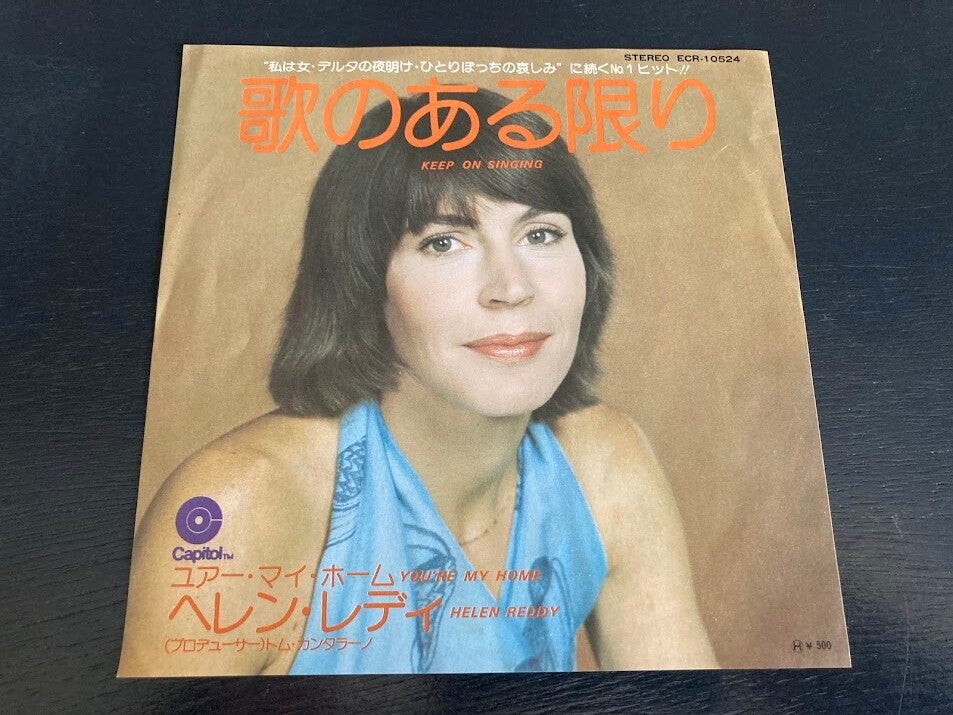 STEREO ECR-10524
"私は女・デルタの夜明け・ひとりぼっちの哀しみ"に続くNo.1ヒット!!
歌のある限り
KEEP ON SINGING
Capitol TM
ユアー・マイ・ホーム YOU'RE MY HOME
ヘレン・レディ HELEN REDDY
(プロデューサー)トム・カンタラーノ
Ⓗ ¥500